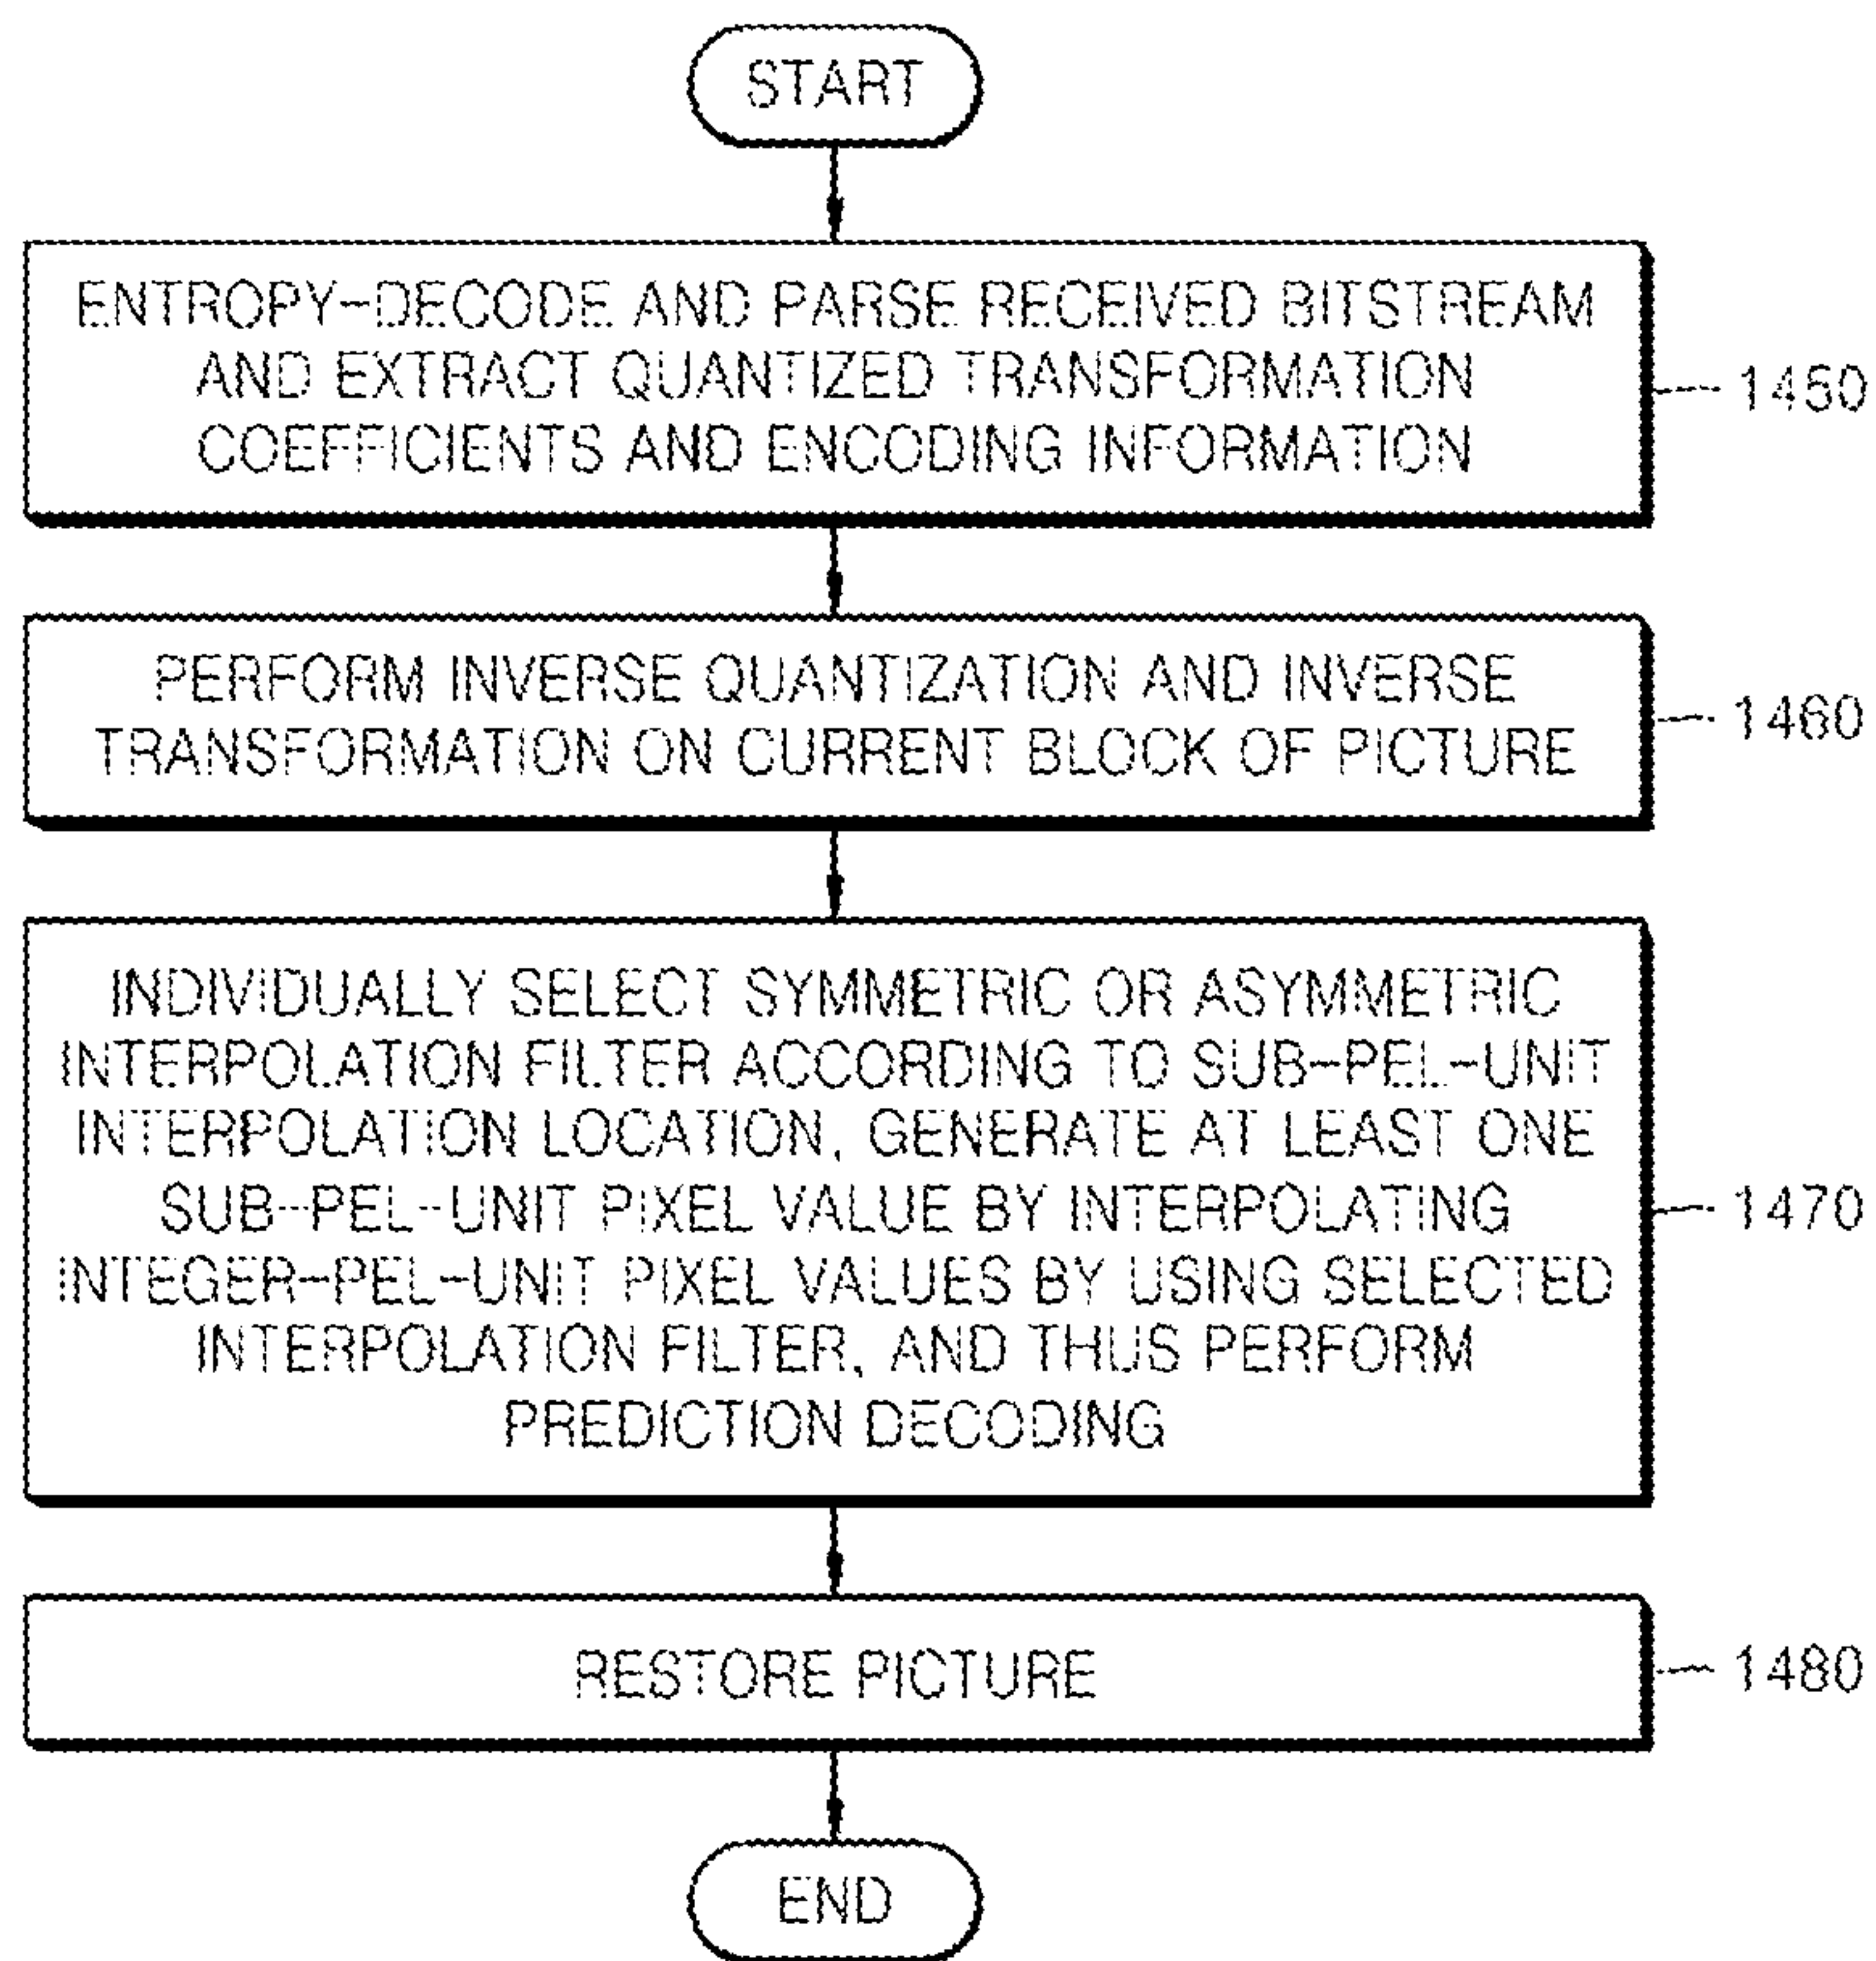 START
ENTROPY-DECODE AND PARSE RECEIVED BITSTREAM
AND EXTRACT QUANTIZED TRANSFORMATION
COEFFICIENTS AND ENCODING INFORMATION
1450
PERFORM INVERSE QUANTIZATION AND INVERSE
TRANSFORMATION ON CURRENT BLOCK OF PICTURE
1460
INDIVIDUALLY SELECT SYMMETRIC OR ASYMMETRIC
INTERPOLATION FILTER ACCORDING TO SUB-PEL-UNIT
INTERPOLATION LOCATION, GENERATE AT LEAST ONE
SUB-PEL-UNIT PIXEL VALUE BY INTERPOLATING
INTEGER-PEL-UNIT PIXEL VALUES BY USING SELECTED
INTERPOLATION FILTER, AND THUS PERFORM
PREDICTION DECODING
1470
RESTORE PICTURE
1480
END